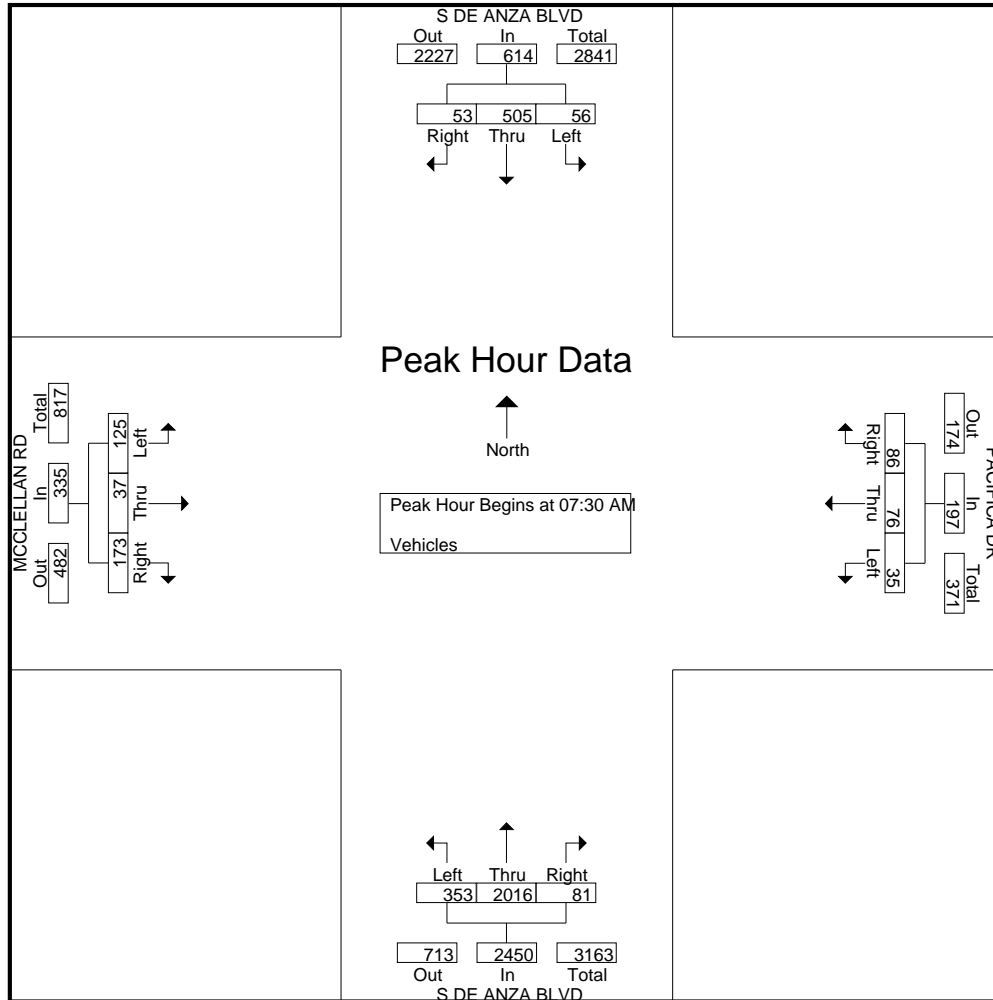 S DE ANZA BLVD
Out In Total
2227 614 2841
53 505 56
Right Thru Left
Peak Hour Data
North
Peak Hour Begins at 07:30 AM
Vehicles
MCCLELLAN RD
Out In Total
482 335 817
173 37 125
Right Thru Left
PACIFICA DR
Out In Total
174 197 371
86 76 35
Right Thru Left
Left Thru Right
353 2016 81
713 2450 3163
Out In Total
S DE ANZA BLVD